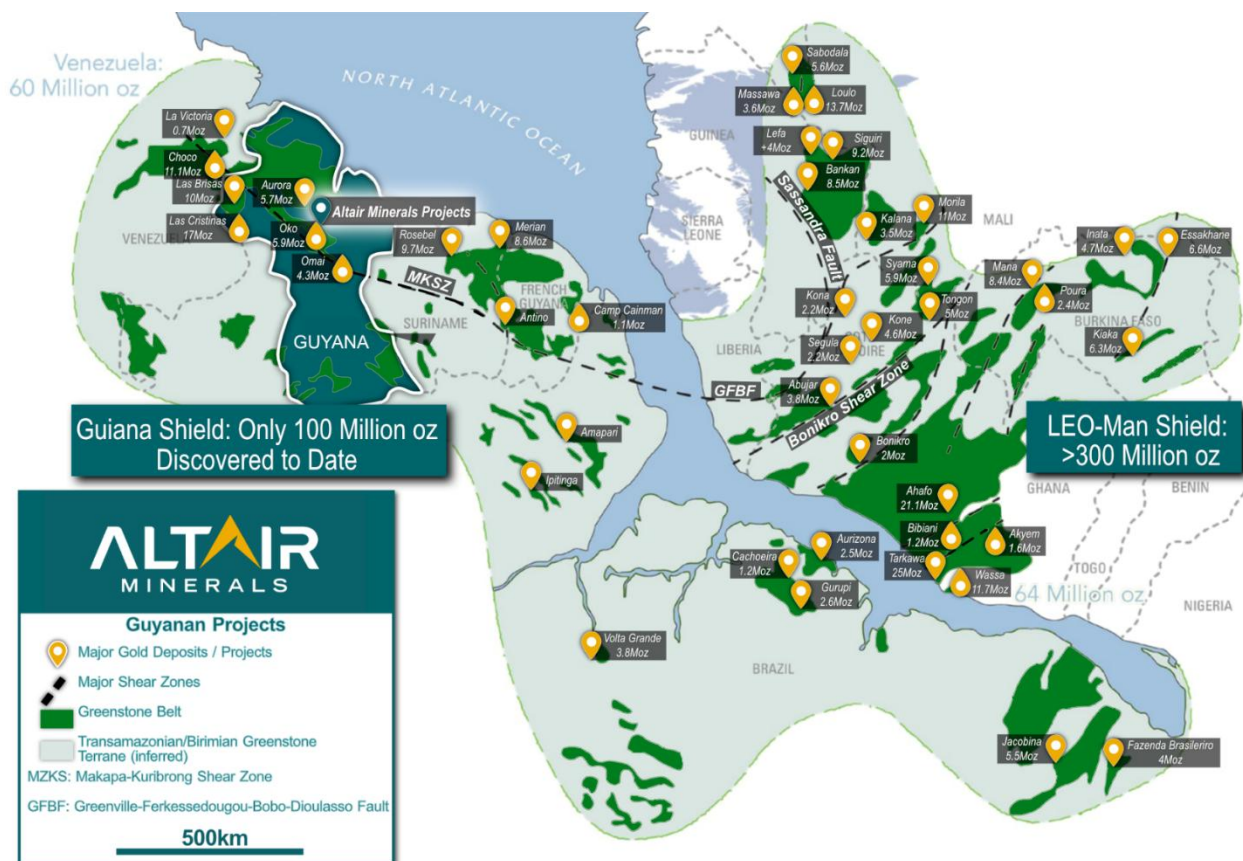 Venezuela:
60 Million oz
NORTH ATLANTIC OCEAN
La Victoria
0.7Moz
Choco
11.1Moz
Las Brisas
10Moz
Las Cristinas
17Moz
VENEZUELA
Aurora
5.7Moz
Altair Minerals Projects
Oko
5.9Moz
Omai
4.3Moz
GUYANA
Rosebel
9.7Moz
Merian
8.6Moz
MKSZ
SURINAME
FRENCH
GUYANA
Antino
Camp Cainman
1.1Moz
Guiana Shield: Only 100 Million oz
Discovered to Date
Amapari
Ipitinga
Volta Grande
3.8Moz
BRAZIL
Cachoeira
1.2Moz
Aurizona
2.5Moz
Gurupi
2.6Moz
Jacobina
5.5Moz
Fazenda Brasileriro
4Moz
Sabodala
5.6Moz
Massawa
3.6Moz
Loulo
13.7Moz
GUINEA
Lefa
+4Moz
Siguiri
9.2Moz
Bankan
8.5Moz
Sassandra Fault
SIERRA
LEONE
Kalana
3.5Moz
Morila
11Moz
MALI
Syama
5.9Moz
Tongon
5Moz
Kona
2.2Moz
Kone
4.6Moz
Segula
2.2Moz
OIRE
LIBERIA
GFBF
Abujar
3.8Moz
Bonikro Shear Zone
Bonikro
2Moz
Mana
8.4Moz
Poura
2.4Moz
Inata
4.7Moz
Essakhane
6.6Moz
BURKINA FASO
Kiaka
6.3Moz
LEO-Man Shield:
>300 Million oz
Ahafo
21.1Moz
Bibiani
1.2Moz
Akyem
1.6Moz
Tarkawa
25Moz
Wassa
11.7Moz
GHANA
BENIN
TOGO
NIGERIA
64 Million oz
ALTAIR
MINERALS
Guyanan Projects
Major Gold Deposits / Projects
Major Shear Zones
Greenstone Belt
Transamazonian/Birimian Greenstone
Terrane (inferred)
MZKS: Makapa-Kuribrong Shear Zone
GFBF: Greenville-Ferkessedougou-Bobo-Dioulasso Fault
500km